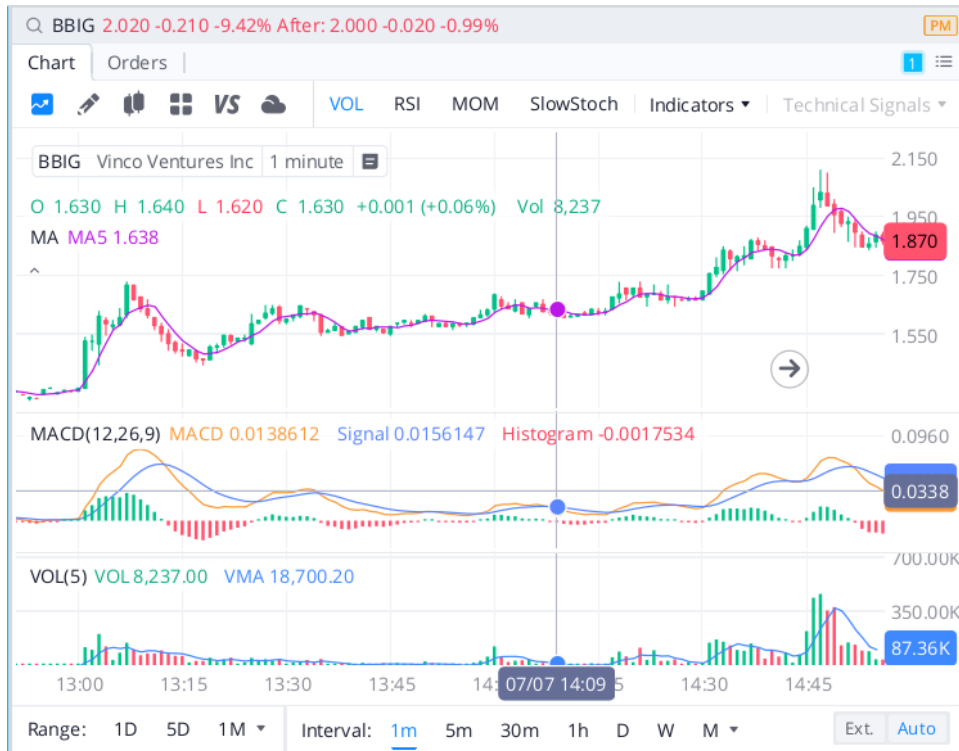 BBIG 2.020 -0.210 -9.42% After: 2.000 -0.020 -0.99% PM
Chart Orders 1
VS VOL RSI MOM SlowStoch Indicators Technical Signals
BBIG Vinco Ventures Inc 1 minute
2.150
O 1.630 H 1.640 L 1.620 C 1.630 +0.001 (+0.06%) Vol 8,237
1.950
MA MA5 1.638
1.870
1.750
1.550
MACD(12,26,9) MACD 0.0138612 Signal 0.0156147 Histogram -0.0017534
0.0960
0.0338
700.00K
VOL(5) VOL 8,237.00 VMA 18,700.20
350.00K
87.36K
13:00 13:15 13:30 13:45 14: 07/07 14:09 5 14:30 14:45
Range: 1D 5D 1M Interval: 1m 5m 30m 1h D W M Ext. Auto